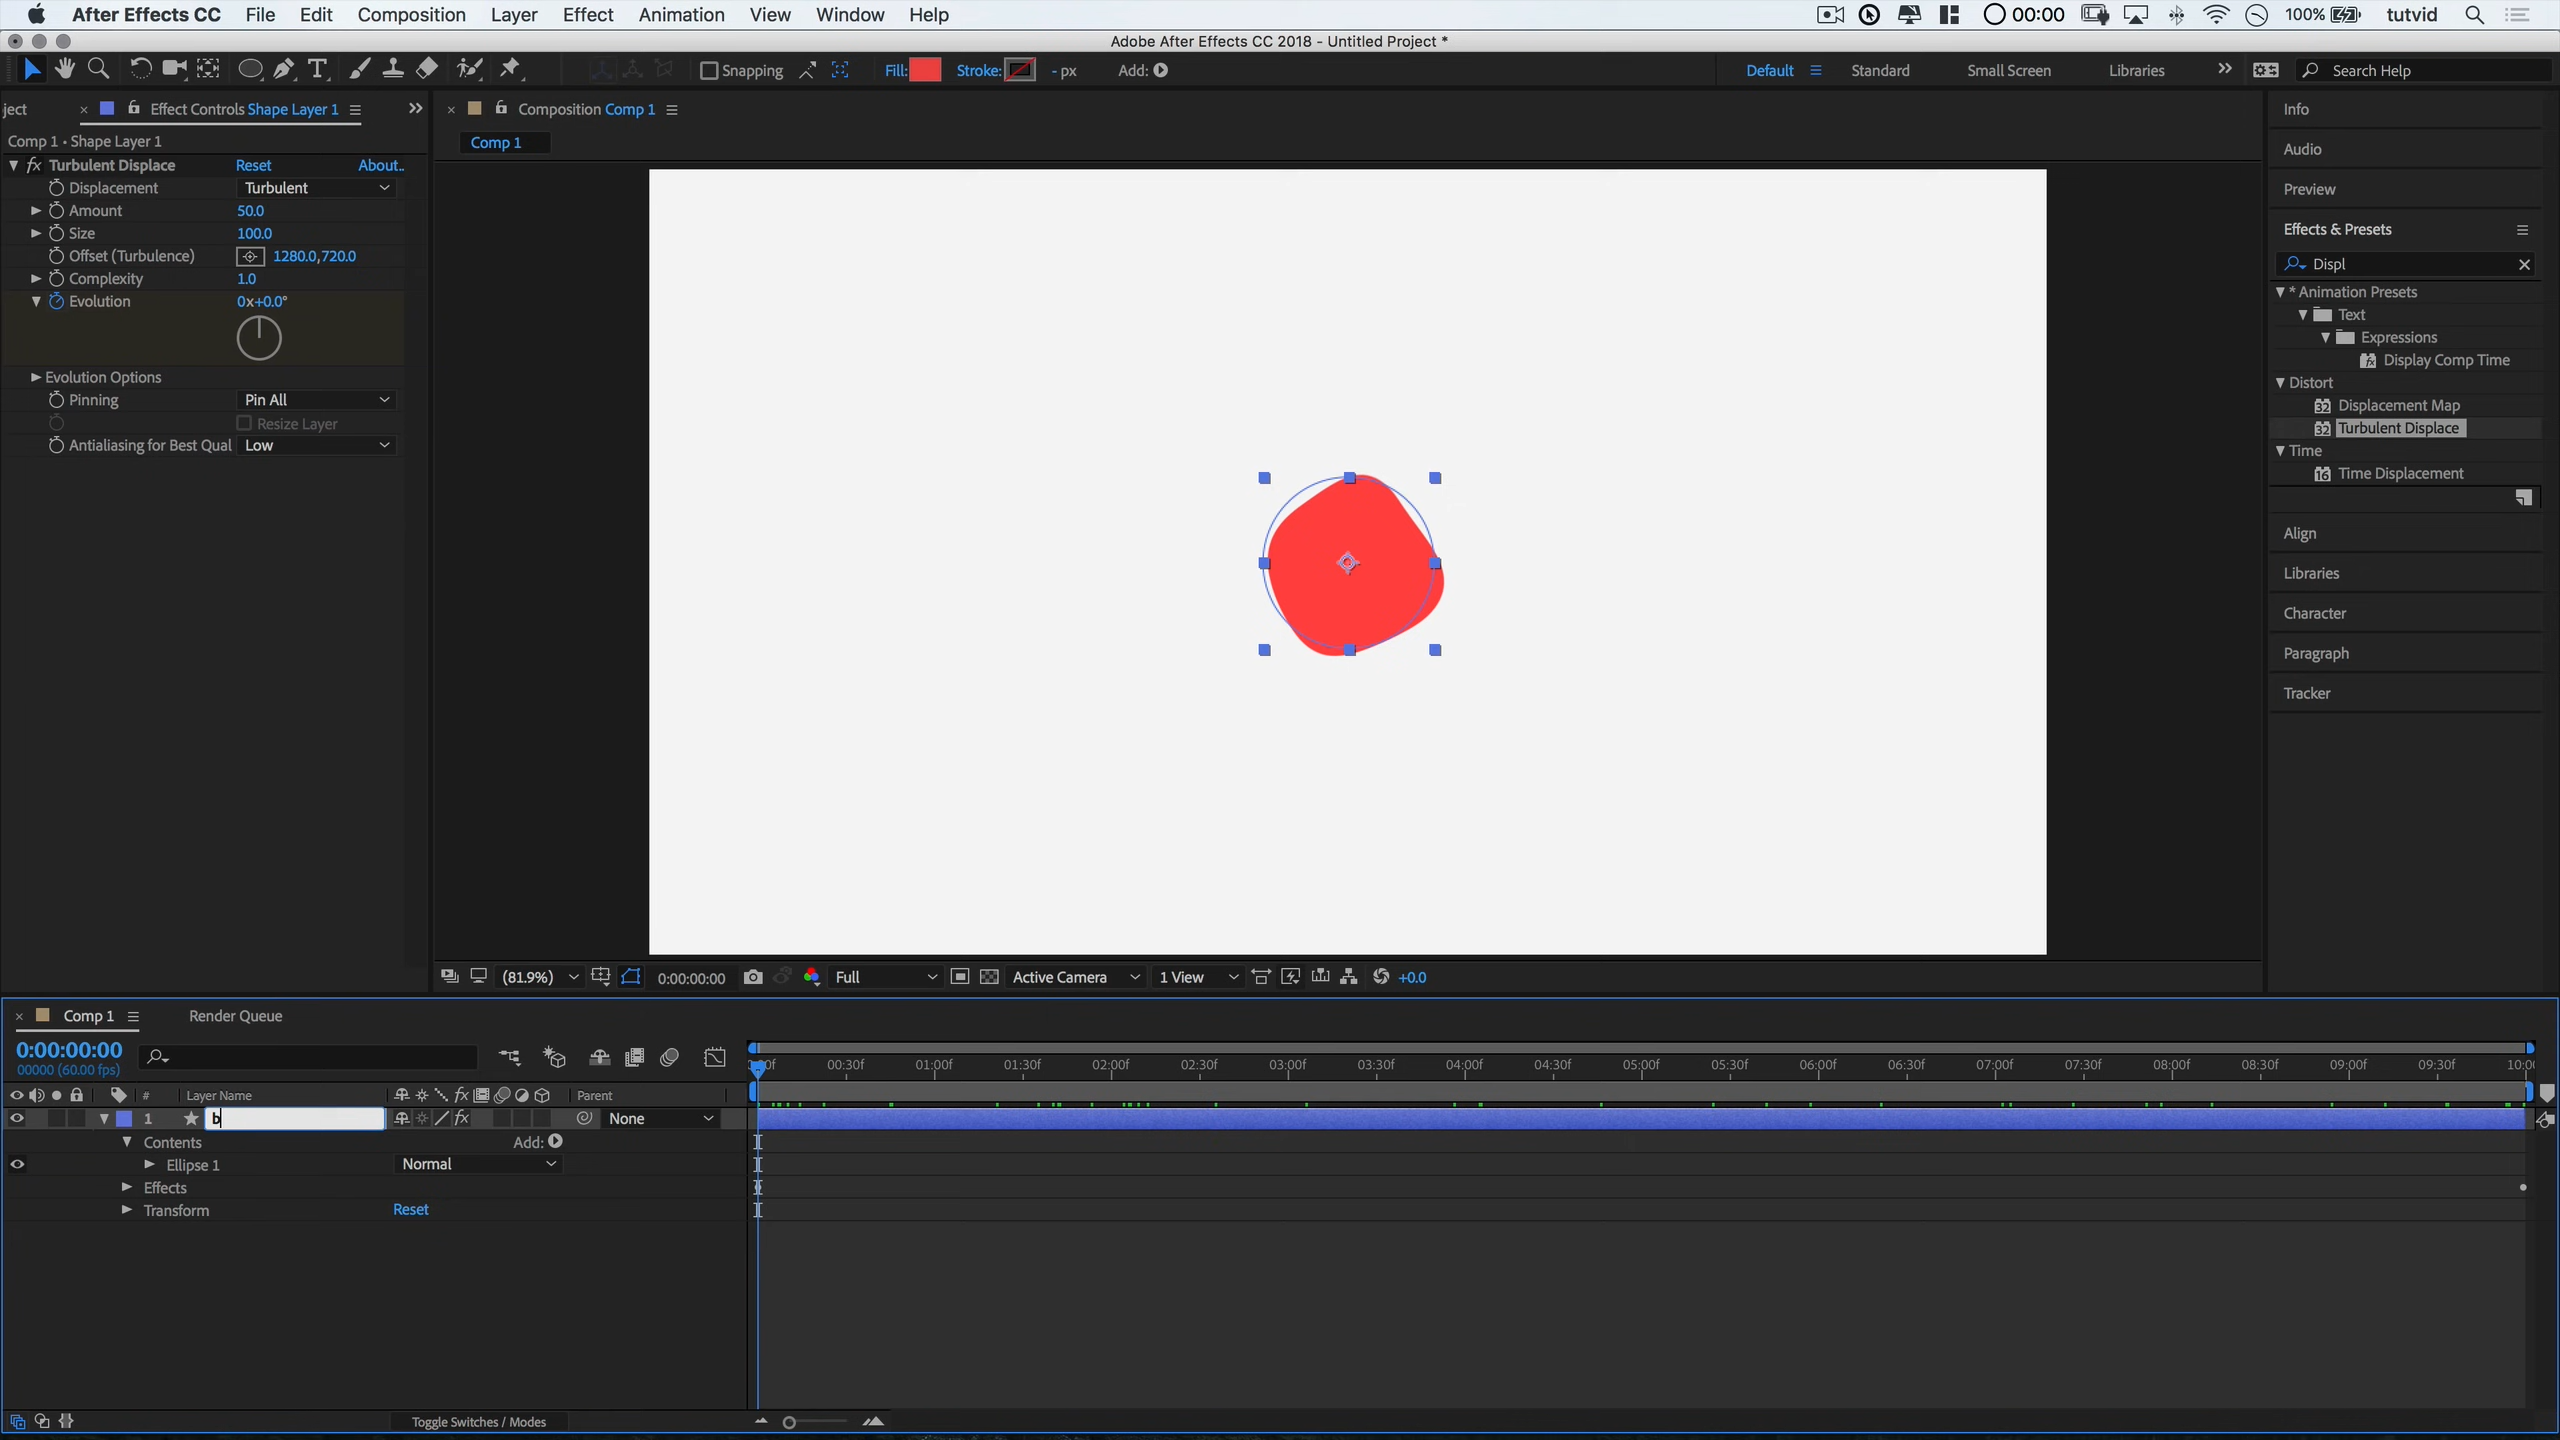 After Effects CC File Edit Composition Layer Effect Animation View Window Help 00:00 100% tutvid
Adobe After Effects CC 2018 - Untitled Project *
Snapping Fill: Stroke: - px Add: Default Standard Small Screen Libraries Search Help
ject Effect Controls Shape Layer 1
Comp 1 • Shape Layer 1
fx Turbulent Displace Reset About..
Displacement Turbulent
Amount 50.0
Size 100.0
Offset (Turbulence) 1280.0,720.0
Complexity 1.0
Evolution 0x+0.0°
Evolution Options
Pinning Pin All
Resize Layer
Antialiasing for Best Qual Low
Composition Comp 1
Comp 1
(81.9%) 0:00:00:00 Full Active Camera 1 View +0.0
Info
Audio
Preview
Effects & Presets
Displ
* Animation Presets
Text
Expressions
Display Comp Time
Distort
32 Displacement Map
32 Turbulent Displace
Time
16 Time Displacement
Align
Libraries
Character
Paragraph
Tracker
Comp 1 Render Queue
0:00:00:00
00000 (60.00 fps)
:00f 00:30f 01:00f 01:30f 02:00f 02:30f 03:00f 03:30f 04:00f 04:30f 05:00f 05:30f 06:00f 06:30f 07:00f 07:30f 08:00f 08:30f 09:00f 09:30f 10:00
# Layer Name fx Parent
1 b fx None
Contents Add:
Ellipse 1 Normal
Effects
Transform Reset
Toggle Switches / Modes